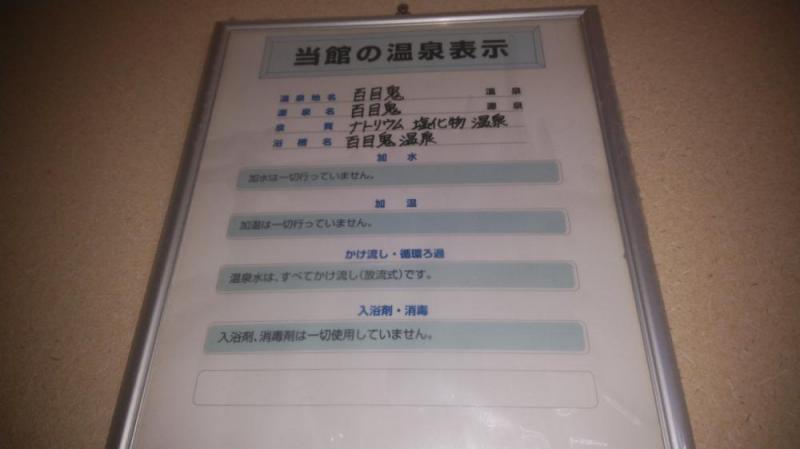 当館の温泉表示
温泉地名 百目鬼 温泉
源泉名 百目鬼 源泉
泉質 ナトリウム 塩化物 温泉
浴槽名 百目鬼 温泉
加水
加水は一切行っていません。
加温
加温は一切行っていません。
かけ流し・循環ろ過
温泉水は、すべてかけ流し(放流式)です。
入浴剤・消毒
入浴剤、消毒剤は一切使用していません。